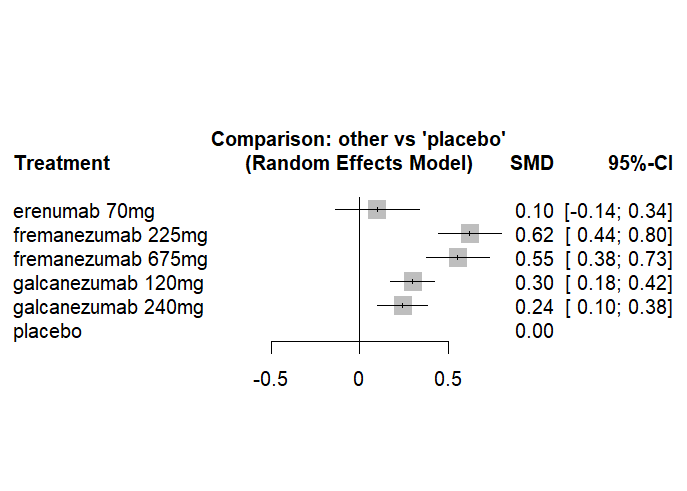 Comparison: other vs 'placebo'
Treatment (Random Effects Model) SMD 95%-CI
erenumab 70mg 0.10 [-0.14; 0.34]
fremanezumab 225mg 0.62 [ 0.44; 0.80]
fremanezumab 675mg 0.55 [ 0.38; 0.73]
galcanezumab 120mg 0.30 [ 0.18; 0.42]
galcanezumab 240mg 0.24 [ 0.10; 0.38]
placebo 0.00
-0.5 0 0.5